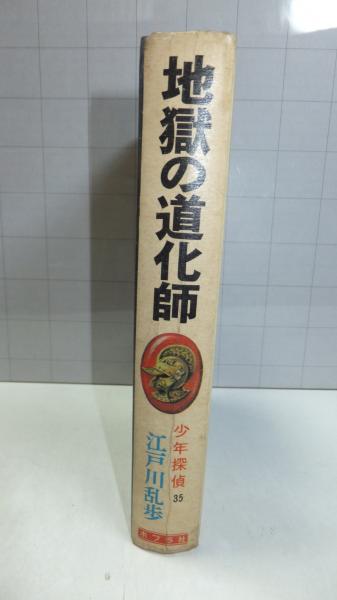 地獄の道化師
少年探偵 35
江戸川乱歩
ポプラ社